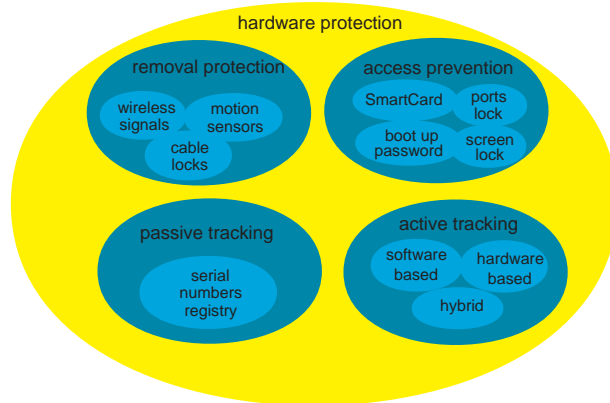 hardware protection
removal protection
wireless
signals
motion
sensors
cable
locks
access prevention
SmartCard
ports
lock
boot up
password
screen
lock
passive tracking
serial
numbers
registry
active tracking
software
based
hardware
based
hybrid